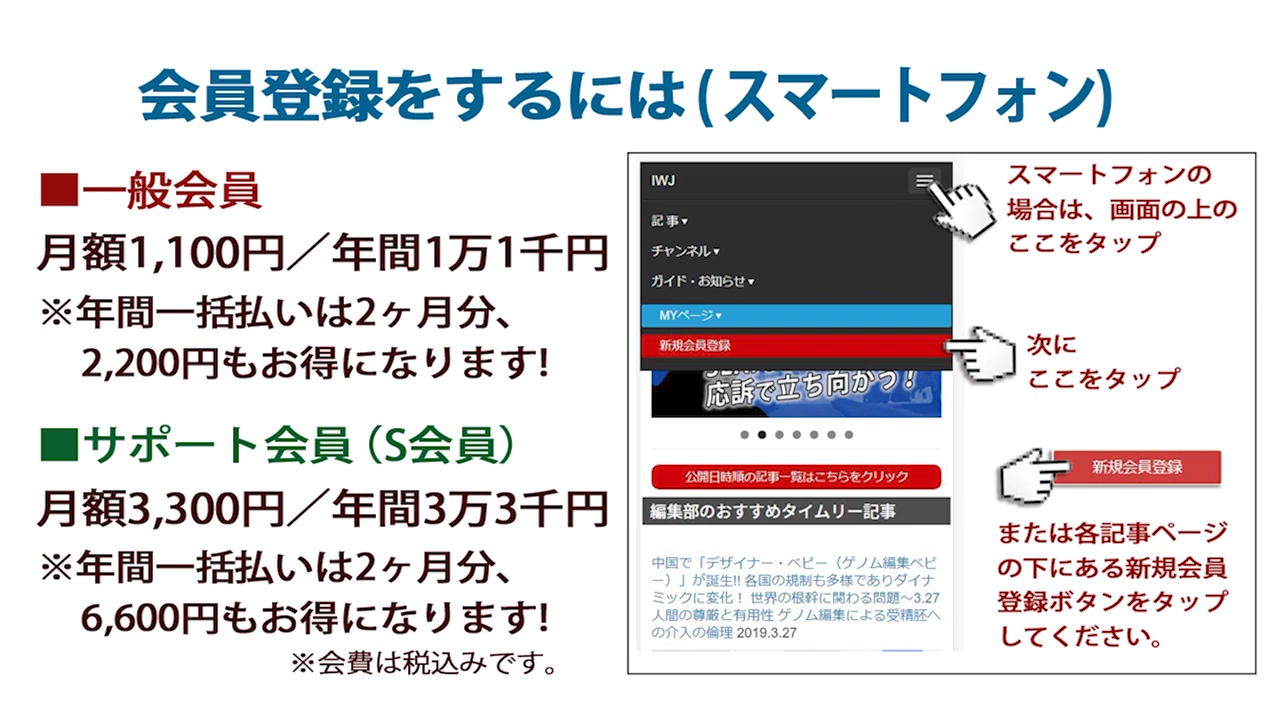 会員登録をするには(スマートフォン)
■一般会員
月額1,100円／年間1万1千円
※年間一括払いは2ヶ月分、
2,200円もお得になります!
■サポート会員（S会員）
月額3,300円／年間3万3千円
※年間一括払いは2ヶ月分、
6,600円もお得になります!
※会費は税込みです。
IWJ
記事▾
チャンネル▾
ガイド・お知らせ▾
MYページ▾
新規会員登録
応訴で立ち向かう！
公開日時順の記事一覧はこちらをクリック
編集部のおすすめタイムリー記事
中国で「デザイナー・ベビー（ゲノム編集ベビ
ー）」が誕生!! 各国の規制も多様でありダイナ
ミックに変化！ 世界の根幹に関わる問題～3.27
人間の尊厳と有用性 ゲノム編集による受精胚へ
の介入の倫理 2019.3.27
スマートフォンの
場合は、画面の上の
ここをタップ
次に
ここをタップ
新規会員登録
または各記事ページ
の下にある新規会員
登録ボタンをタップ
してください。